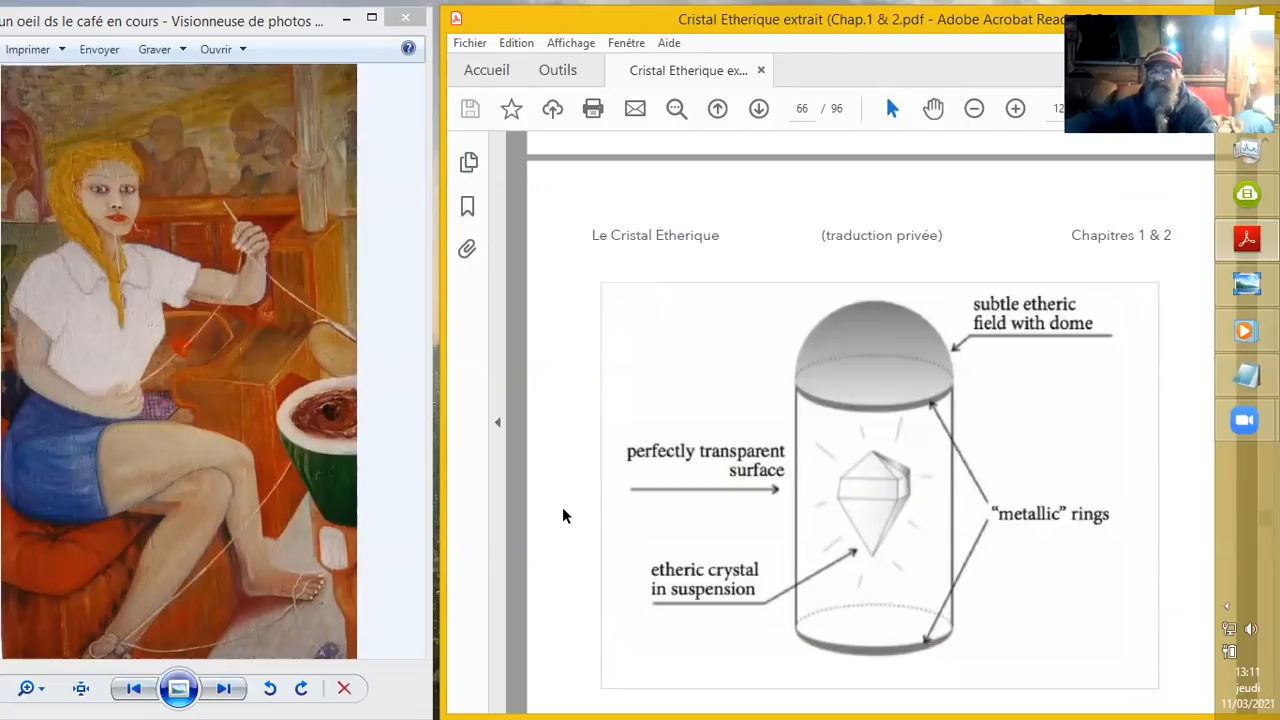 un oeil ds le café en cours - Visionneuse de photos ...
Imprimer Envoyer Graver Ouvrir
Cristal Etherique extrait (Chap.1 & 2.pdf - Adobe Acrobat Rea
Fichier Edition Affichage Fenêtre Aide
Accueil Outils Cristal Etherique ex...
66 / 96
Le Cristal Etherique (traduction privée) Chapitres 1 & 2
subtle etheric
field with dome
perfectly transparent
surface
“metallic” rings
etheric crystal
in suspension
13:11
jeudi
11/03/2021